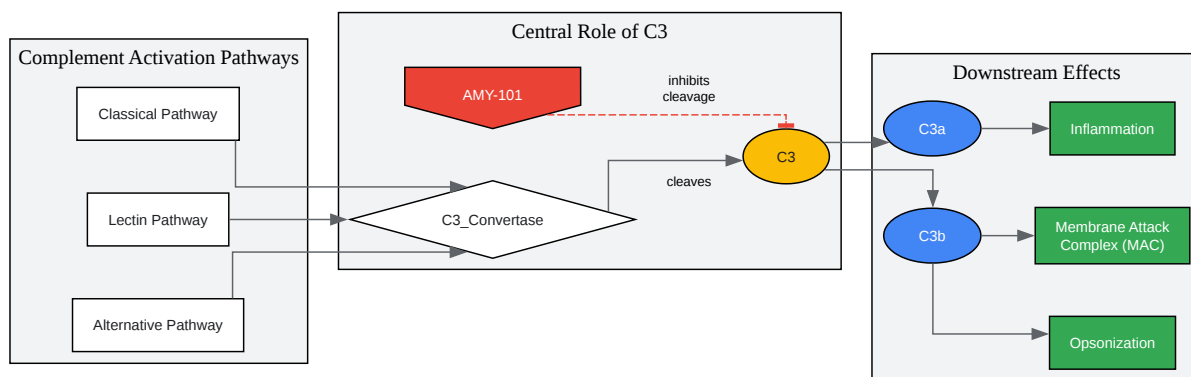 Complement Activation Pathways
Classical Pathway
Lectin Pathway
Alternative Pathway
Central Role of C3
AMY-101
inhibits
cleavage
C3_Convertase
cleaves
C3
Downstream Effects
C3a
Inflammation
C3b
Membrane Attack
Complex (MAC)
Opsonization